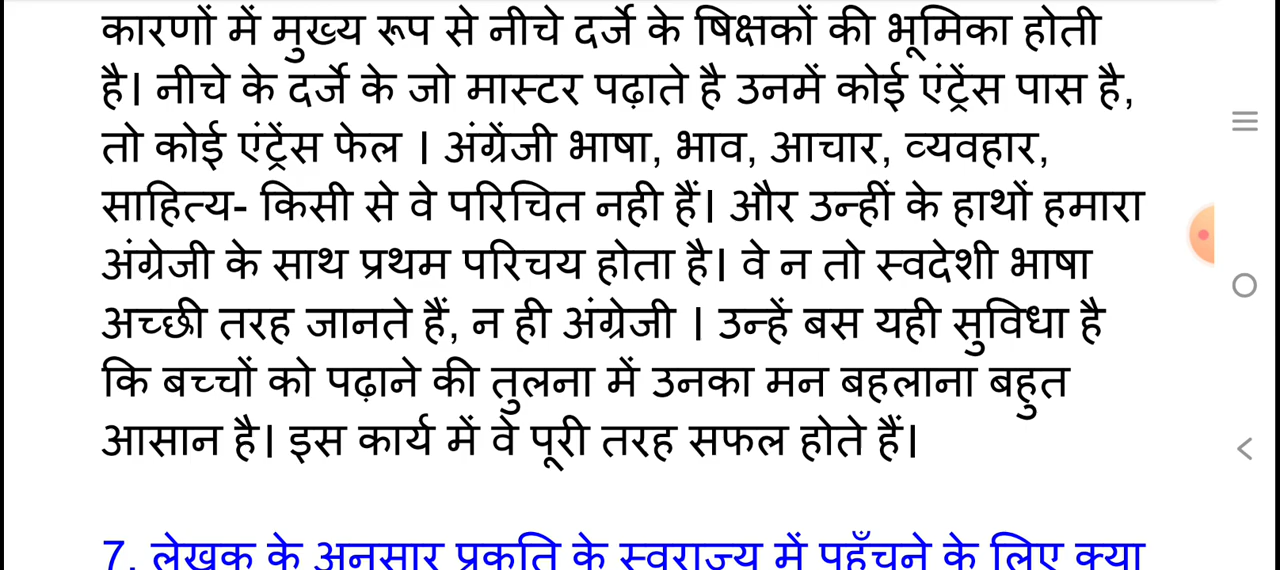 कारणों में मुख्य रूप से नीचे दर्जे के षिक्षकों की भूमिका होती
है। नीचे के दर्जे के जो मास्टर पढ़ाते है उनमें कोई एंट्रेंस पास है,
तो कोई एंट्रेंस फेल । अंग्रेंजी भाषा, भाव, आचार, व्यवहार,
साहित्य- किसी से वे परिचित नही हैं। और उन्हीं के हाथों हमारा
अंग्रेजी के साथ प्रथम परिचय होता है। वे न तो स्वदेशी भाषा
अच्छी तरह जानते हैं, न ही अंग्रेजी । उन्हें बस यही सुविधा है
कि बच्चों को पढ़ाने की तुलना में उनका मन बहलाना बहुत
आसान है। इस कार्य में वे पूरी तरह सफल होते हैं।
7. लेखक के अनुसार प्रकृति के स्वराज्य में पहुँचने के लिए क्या